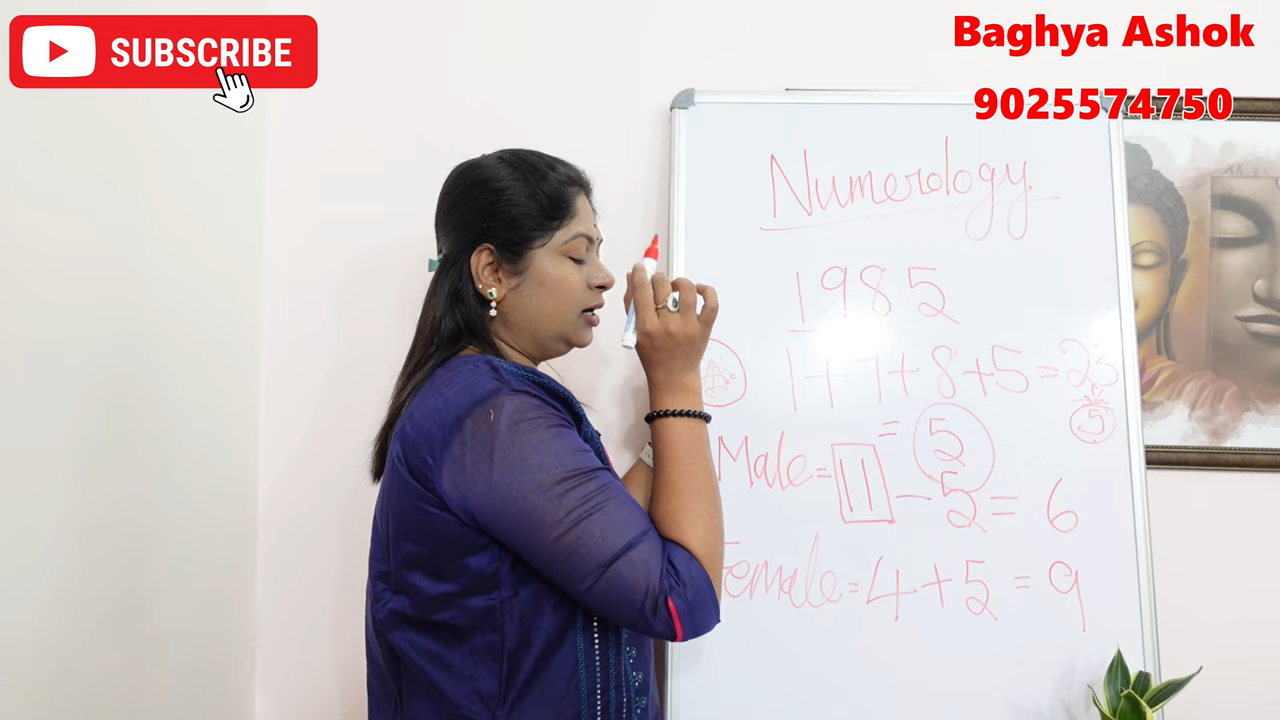 SUBSCRIBE
Baghya Ashok
9025574750
Numerology
1985
1+9+8+5=23
5
= 5
Male=11-5=6
Female=4+5=9